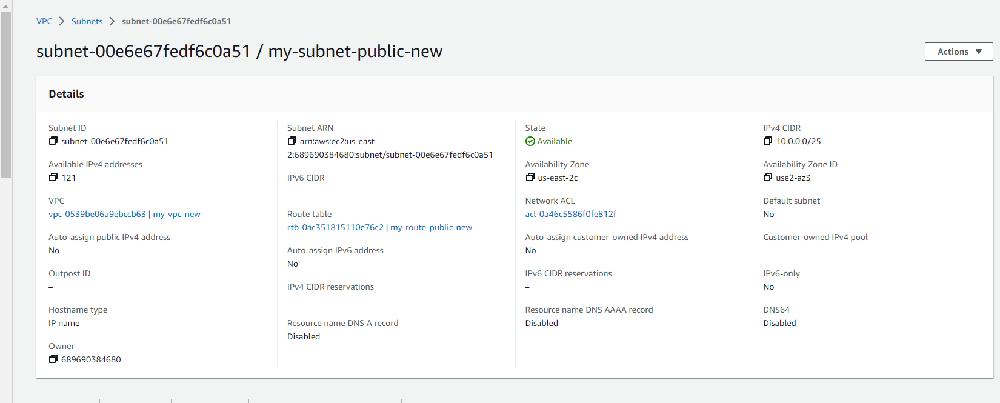 VPC > Subnets > subnet-00e6e67fedf6c0a51
subnet-00e6e67fedf6c0a51 / my-subnet-public-new
Actions
Details
Subnet ID
subnet-00e6e67fedf6c0a51
Available IPv4 addresses
121
VPC
vpc-0539be06a9ebccb63 | my-vpc-new
Auto-assign public IPv4 address
No
Outpost ID
–
Hostname type
IP name
Owner
689690384680
Subnet ARN
arn:aws:ec2:us-east-
2:689690384680:subnet/subnet-00e6e67fedf6c0a51
IPv6 CIDR
–
Route table
rtb-0ac351815110e76c2 | my-route-public-new
Auto-assign IPv6 address
No
IPv4 CIDR reservations
–
Resource name DNS A record
Disabled
State
Available
Availability Zone
us-east-2c
Network ACL
acl-0a46c5586f0fe812f
Auto-assign customer-owned IPv4 address
No
IPv6 CIDR reservations
–
Resource name DNS AAAA record
Disabled
IPv4 CIDR
10.0.0.0/25
Availability Zone ID
use2-az3
Default subnet
No
Customer-owned IPv4 pool
–
IPv6-only
No
DNS64
Disabled